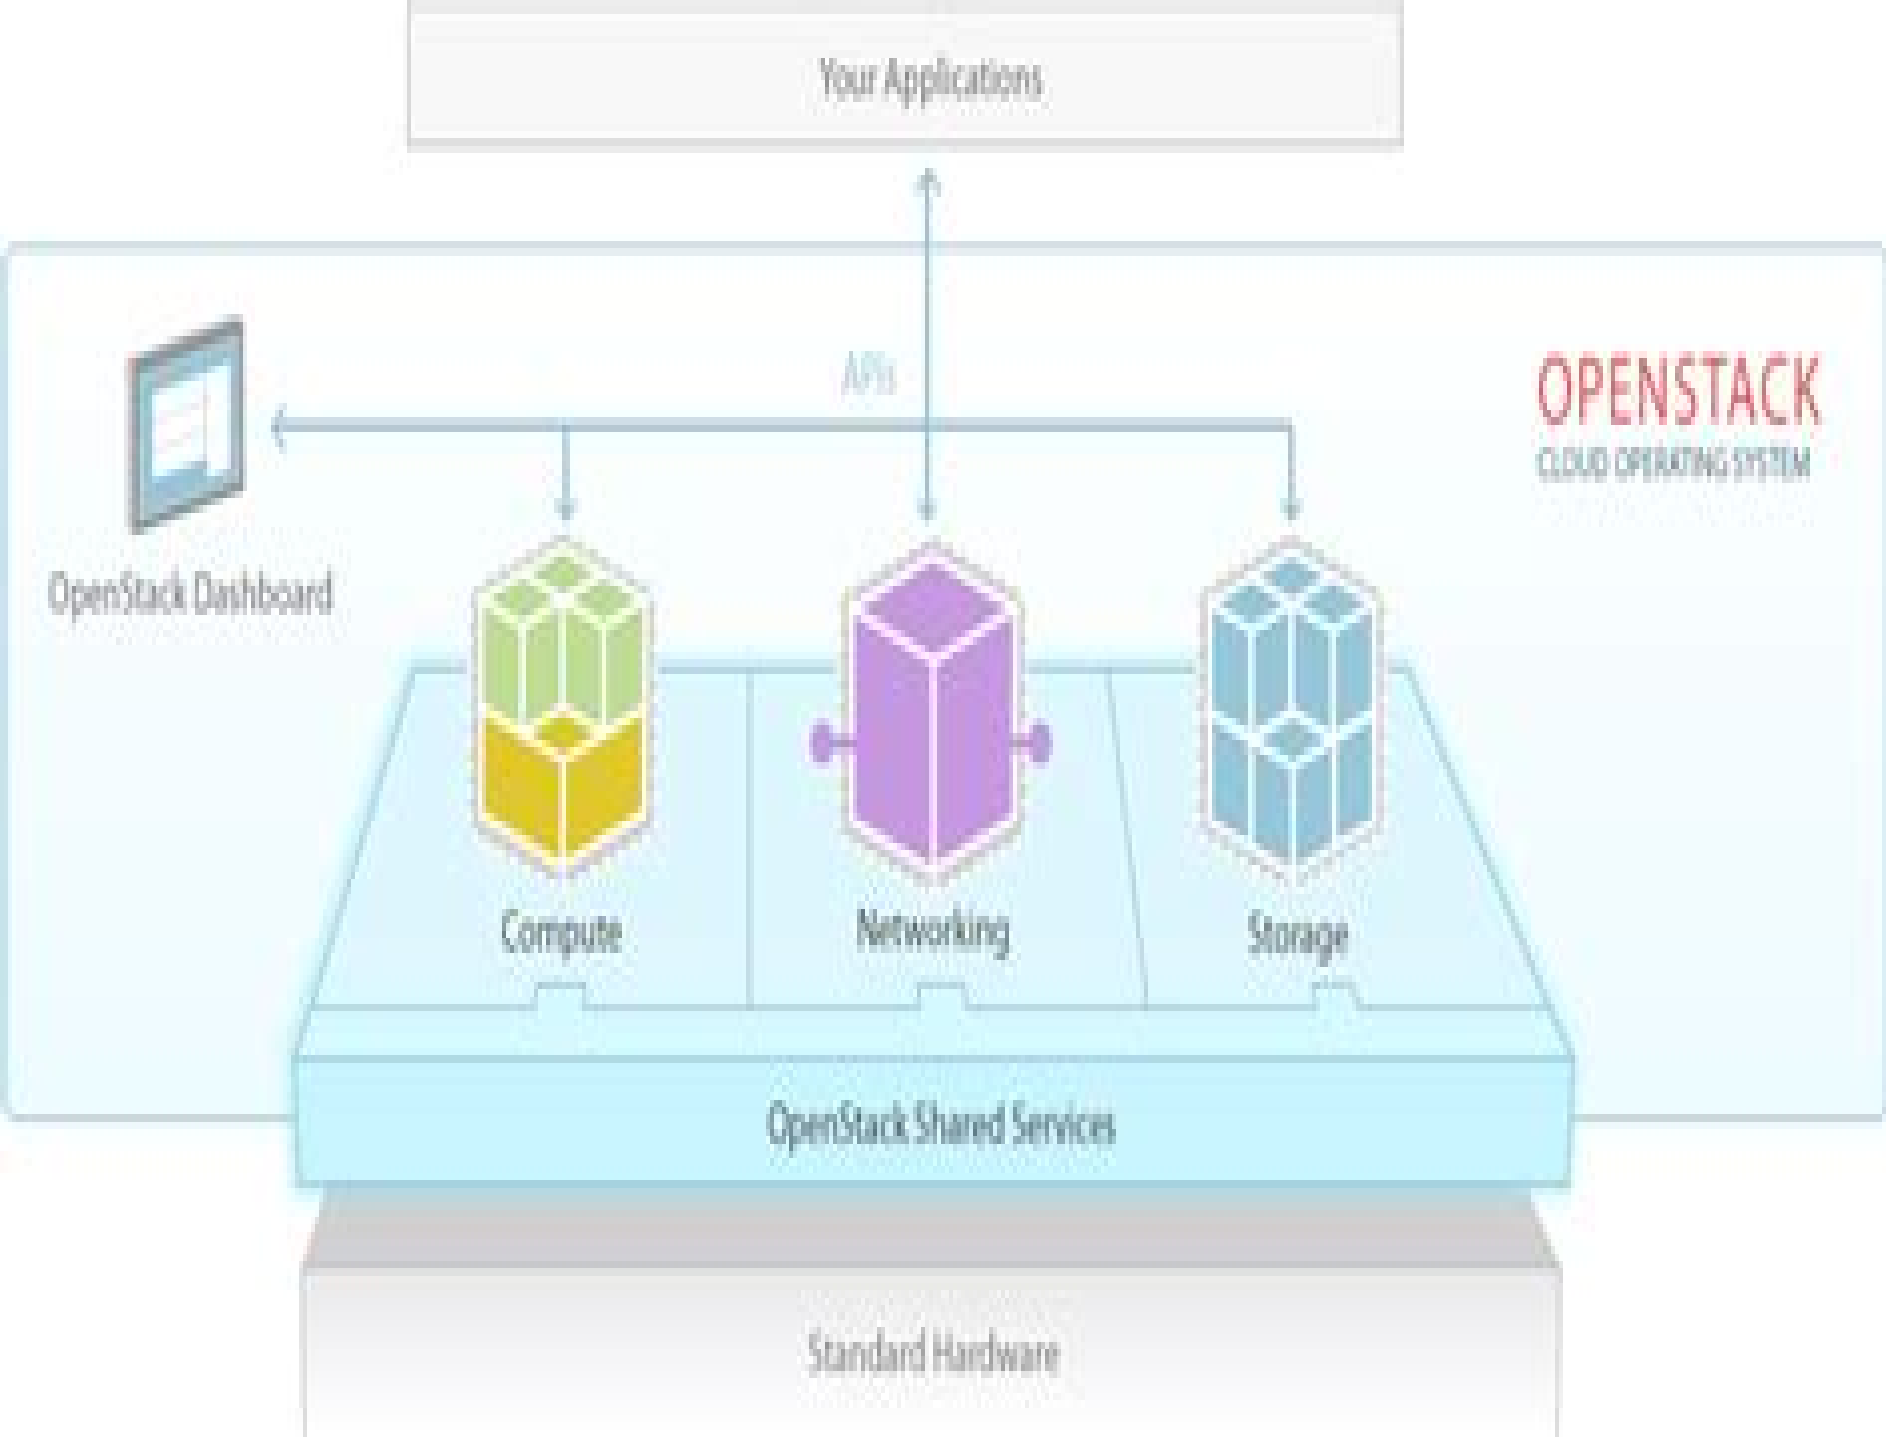 Your Applications
APIs
OPENSTACK
CLOUD OPERATING SYSTEM
OpenStack Dashboard
Compute
Networking
Storage
OpenStack Shared Services
Standard Hardware